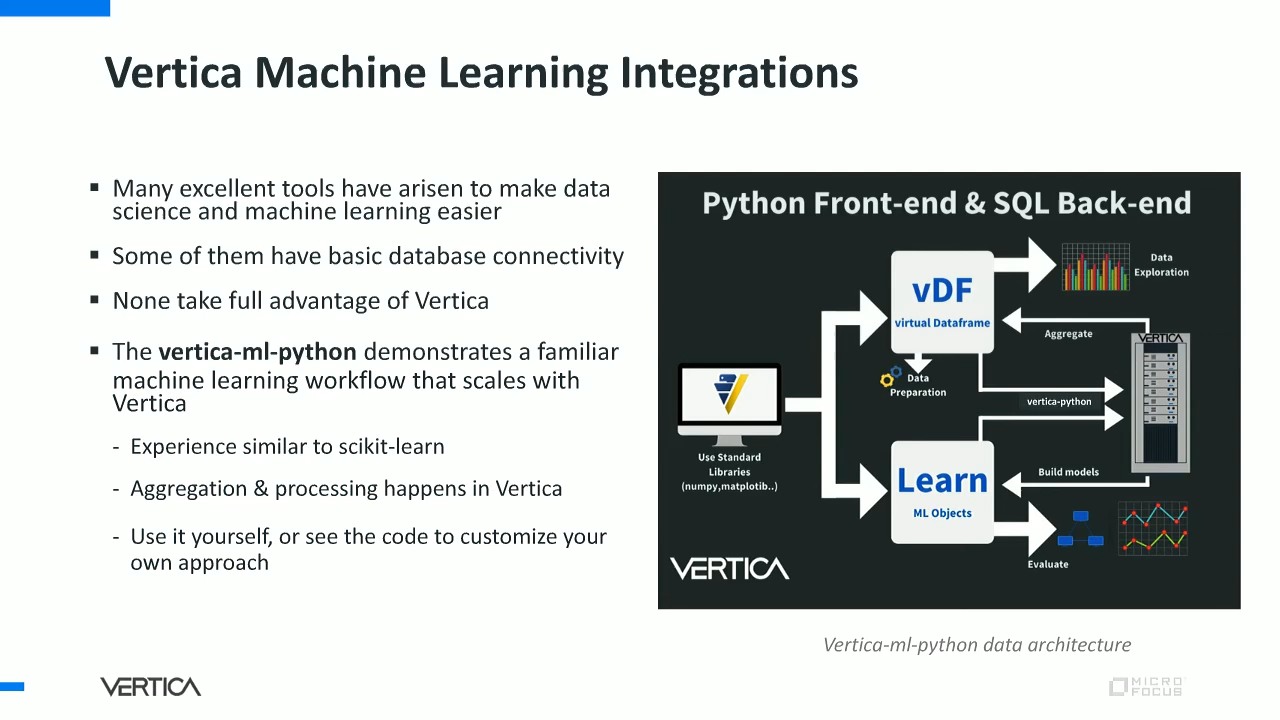 Vertica Machine Learning Integrations
▪ Many excellent tools have arisen to make data
science and machine learning easier
▪ Some of them have basic database connectivity
▪ None take full advantage of Vertica
▪ The vertica-ml-python demonstrates a familiar
machine learning workflow that scales with
Vertica
- Experience similar to scikit-learn
- Aggregation & processing happens in Vertica
- Use it yourself, or see the code to customize your
own approach
Python Front-end & SQL Back-end
vDF
virtual Dataframe
Data
Exploration
Aggregate
VERTICA
Data
Preparation
vertica-python
Use Standard
Libraries
(numpy,matplotib..)
Learn
ML Objects
Build models
Evaluate
VERTICA
Vertica-ml-python data architecture
VERTICA
MICRO
FOCUS